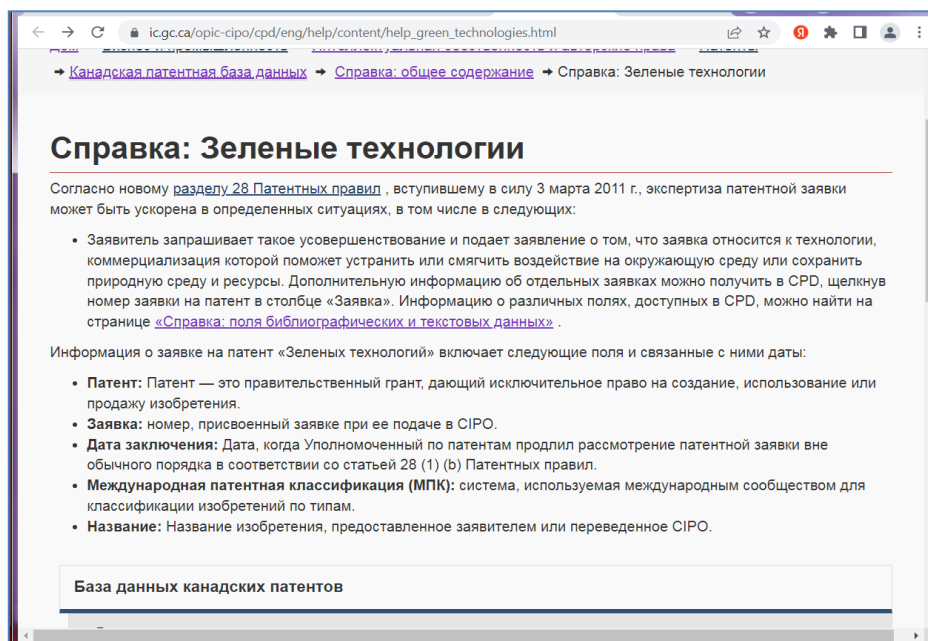 ic.gc.ca/opic-cipo/cpd/eng/help/content/help_green_technologies.html
Дом Бизнес и промышленность Интеллектуальная собственность и авторские права Патенты
➔ Канадская патентная база данных ➔ Справка: общее содержание ➔ Справка: Зеленые технологии
Справка: Зеленые технологии
Согласно новому разделу 28 Патентных правил , вступившему в силу 3 марта 2011 г., экспертиза патентной заявки
может быть ускорена в определенных ситуациях, в том числе в следующих:
• Заявитель запрашивает такое усовершенствование и подает заявление о том, что заявка относится к технологии,
коммерциализация которой поможет устранить или смягчить воздействие на окружающую среду или сохранить
природную среду и ресурсы. Дополнительную информацию об отдельных заявках можно получить в CPD, щелкнув
номер заявки на патент в столбце «Заявка». Информацию о различных полях, доступных в CPD, можно найти на
странице «Справка: поля библиографических и текстовых данных» .
Информация о заявке на патент «Зеленых технологий» включает следующие поля и связанные с ними даты:
• Патент: Патент — это правительственный грант, дающий исключительное право на создание, использование или
продажу изобретения.
• Заявка: номер, присвоенный заявке при ее подаче в CIPO.
• Дата заключения: Дата, когда Уполномоченный по патентам продлил рассмотрение патентной заявки вне
обычного порядка в соответствии со статьей 28 (1) (b) Патентных правил.
• Международная патентная классификация (МПК): система, используемая международным сообществом для
классификации изобретений по типам.
• Название: Название изобретения, предоставленное заявителем или переведенное CIPO.
База данных канадских патентов